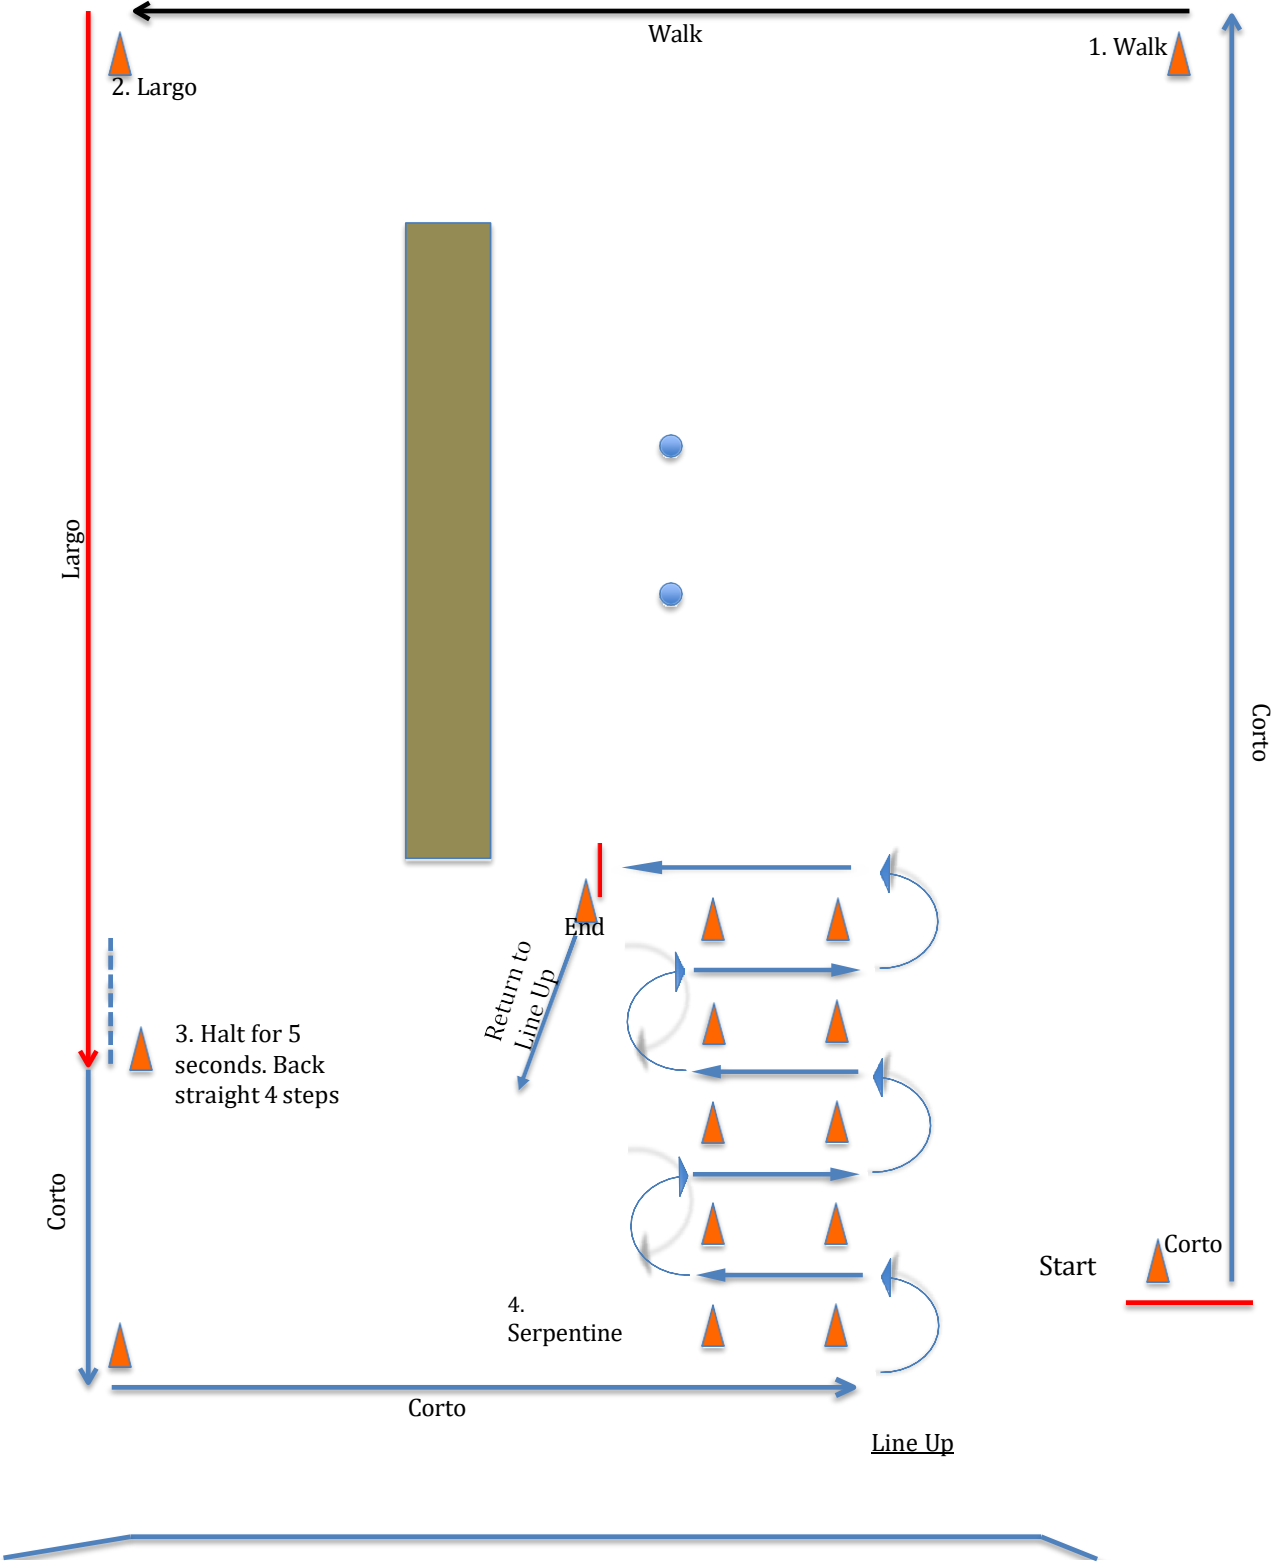 Walk
1. Walk
2. Largo
Largo
Corto
End
Return to
Line Up
3. Halt for 5
seconds. Back
straight 4 steps
Corto
Corto
Start
4.
Serpentine
Corto
Line Up